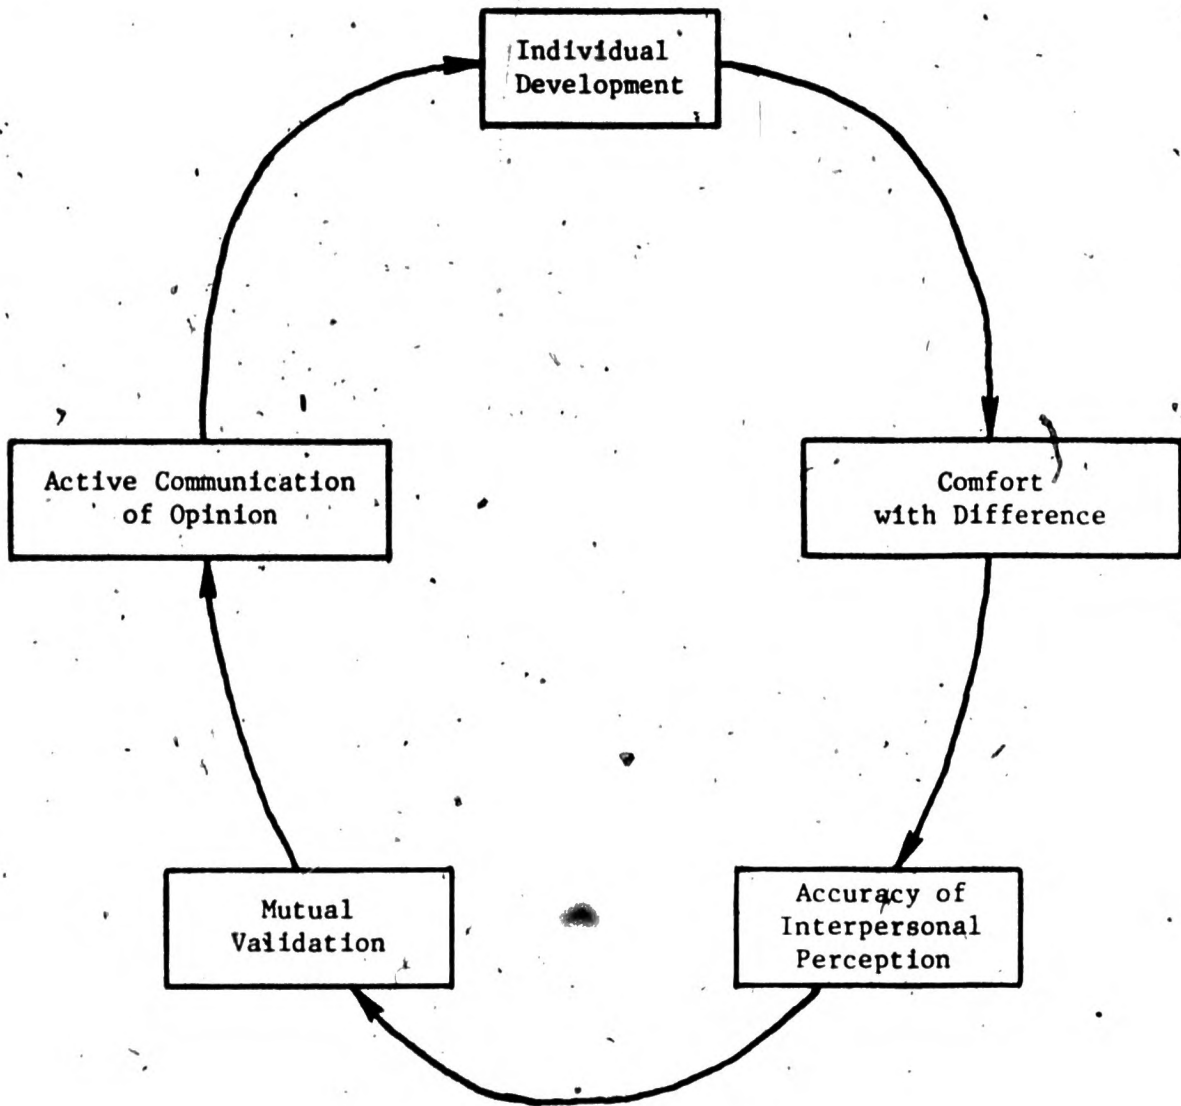 Individual
Development
Comfort
with Difference
Accuracy of
Interpersonal
Perception
Mutual
Validation
Active Communication
of Opinion